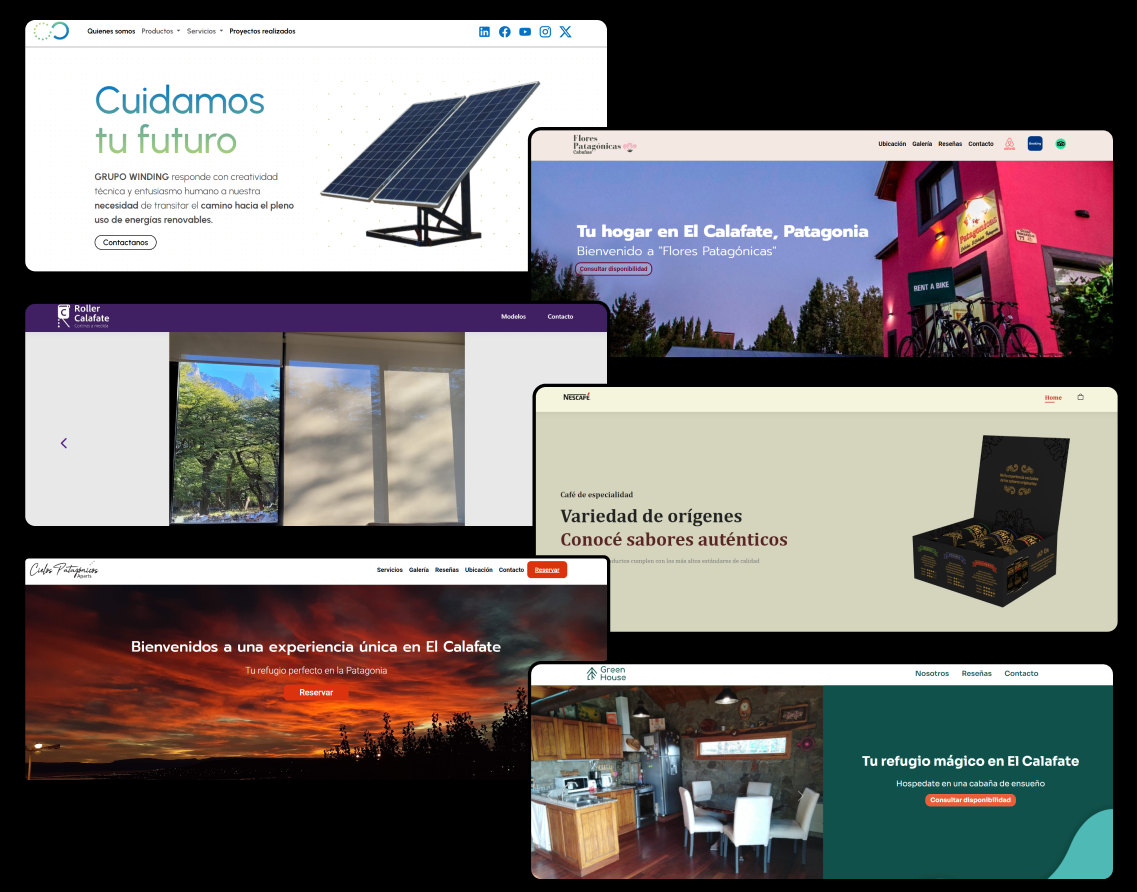 Quienes somos Productos Servicios Proyectos realizados
Cuidamos
tu futuro
GRUPO WINDING responde con creatividad
técnica y entusiasmo humano a nuestra
necesidad de transitar el camino hacia el pleno
uso de energías renovables.
Contactanos
Flores
Patagónicas
Cabañas
Ubicación Galería Reseñas Contacto
Booking
Tu hogar en El Calafate, Patagonia
Bienvenido a "Flores Patagónicas"
Consultar disponibilidad
Patagonicas
RENT A BIKE
Roller
Calafate
Cortinas a medida
Modelos Contacto
NESCAFÉ
Home
Café de especialidad
Variedad de orígenes
Conocé sabores auténticos
cumplen con los más altos estándares de calidad
Cielos Patagónicos
Aparts
Servicios Galería Reseñas Ubicación Contacto Reservar
Bienvenidos a una experiencia única en El Calafate
Tu refugio perfecto en la Patagonia
Reservar
Green
House
Nosotros Reseñas Contacto
Tu refugio mágico en El Calafate
Hospedate en una cabaña de ensueño
Consultar disponibilidad